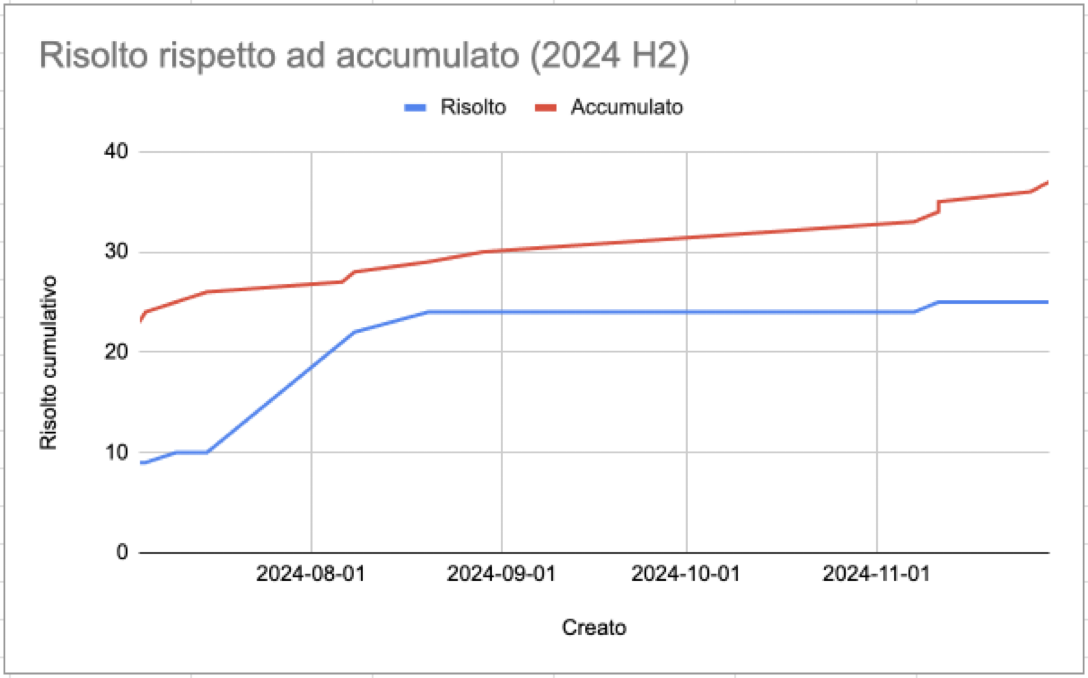 Risolto rispetto ad accumulato (2024 H2)
Risolto
Accumulato
40
30
20
10
0
Risolto cumulativo
2024-08-01
2024-09-01
2024-10-01
2024-11-01
Creato